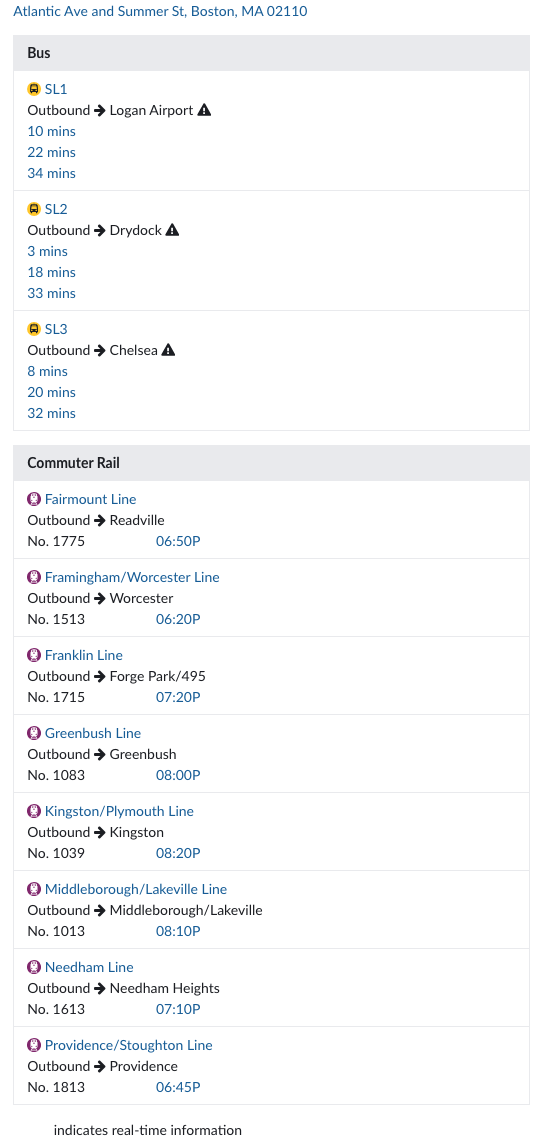 Atlantic Ave and Summer St, Boston, MA 02110
Bus
SL1
Outbound → Logan Airport
10 mins
22 mins
34 mins
SL2
Outbound → Drydock
3 mins
18 mins
33 mins
SL3
Outbound → Chelsea
8 mins
20 mins
32 mins
Commuter Rail
Fairmount Line
Outbound → Readville
No. 1775 06:50P
Framingham/Worcester Line
Outbound → Worcester
No. 1513 06:20P
Franklin Line
Outbound → Forge Park/495
No. 1715 07:20P
Greenbush Line
Outbound → Greenbush
No. 1083 08:00P
Kingston/Plymouth Line
Outbound → Kingston
No. 1039 08:20P
Middleborough/Lakeville Line
Outbound → Middleborough/Lakeville
No. 1013 08:10P
Needham Line
Outbound → Needham Heights
No. 1613 07:10P
Providence/Stoughton Line
Outbound → Providence
No. 1813 06:45P
indicates real-time information